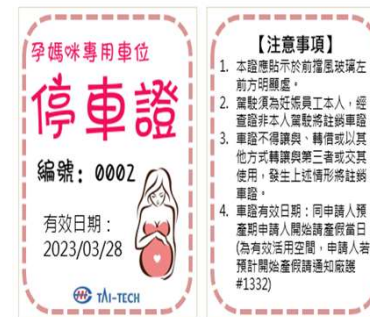 孕媽咪專用車位
停車證
編號：0002
有效日期：
2023/03/28
TAI-TECH
【注意事項】
1. 本證應貼示於前擋風玻璃左
前方明顯處。
2. 駕駛須為妊娠員工本人，經
查證非本人駕駛將註銷車證
3. 車證不得讓與、轉借或以其
他方式轉讓與第三者或交其
使用，發生上述情形將註銷
車證。
4. 車證有效日期：同申請人預
產期申請人開始請產假當日
(為有效活用空間，申請人若
預計開始產假請通知廠護
#1332)